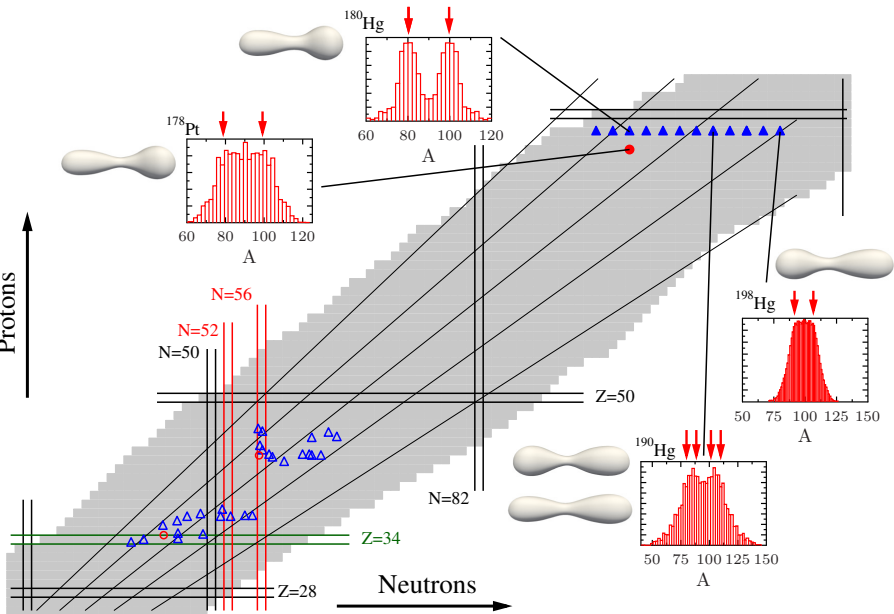 ¹⁸⁰Hg
60 80 100 120
A
¹⁷⁸Pt
60 80 100 120
A
Protons
N=56
N=52
N=50
Z=50
N=82
¹⁹⁸Hg
50 75 100 125 150
A
¹⁹⁰Hg
50 75 100 125 150
A
Z=34
Z=28
Neutrons